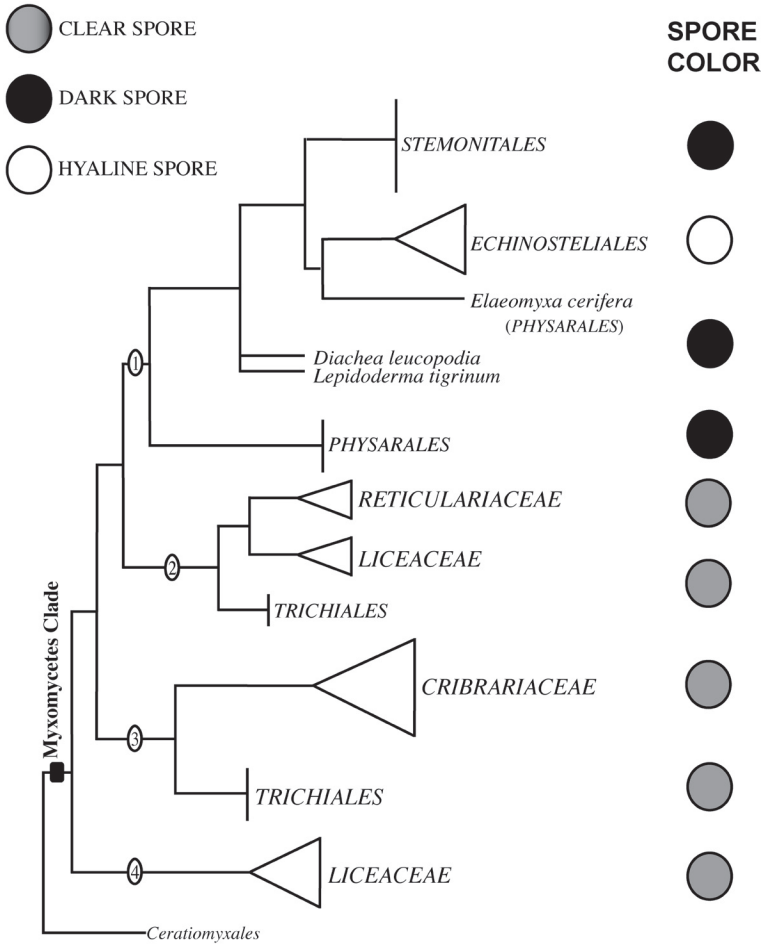 CLEAR SPORE
DARK SPORE
HYALINE SPORE
SPORE
COLOR
STEMONITALES
ECHINOSTELIALES
Elaeomyxa cerifera
(PHYSARALES)
1
Diachea leucopodia
Lepidoderma tigrinum
PHYSARALES
RETICULARIACEAE
LICEACEAE
2
TRICHIALES
Myxomycetes Clade
CRIBRARIACEAE
3
TRICHIALES
4
LICEACEAE
Ceratiomyxales